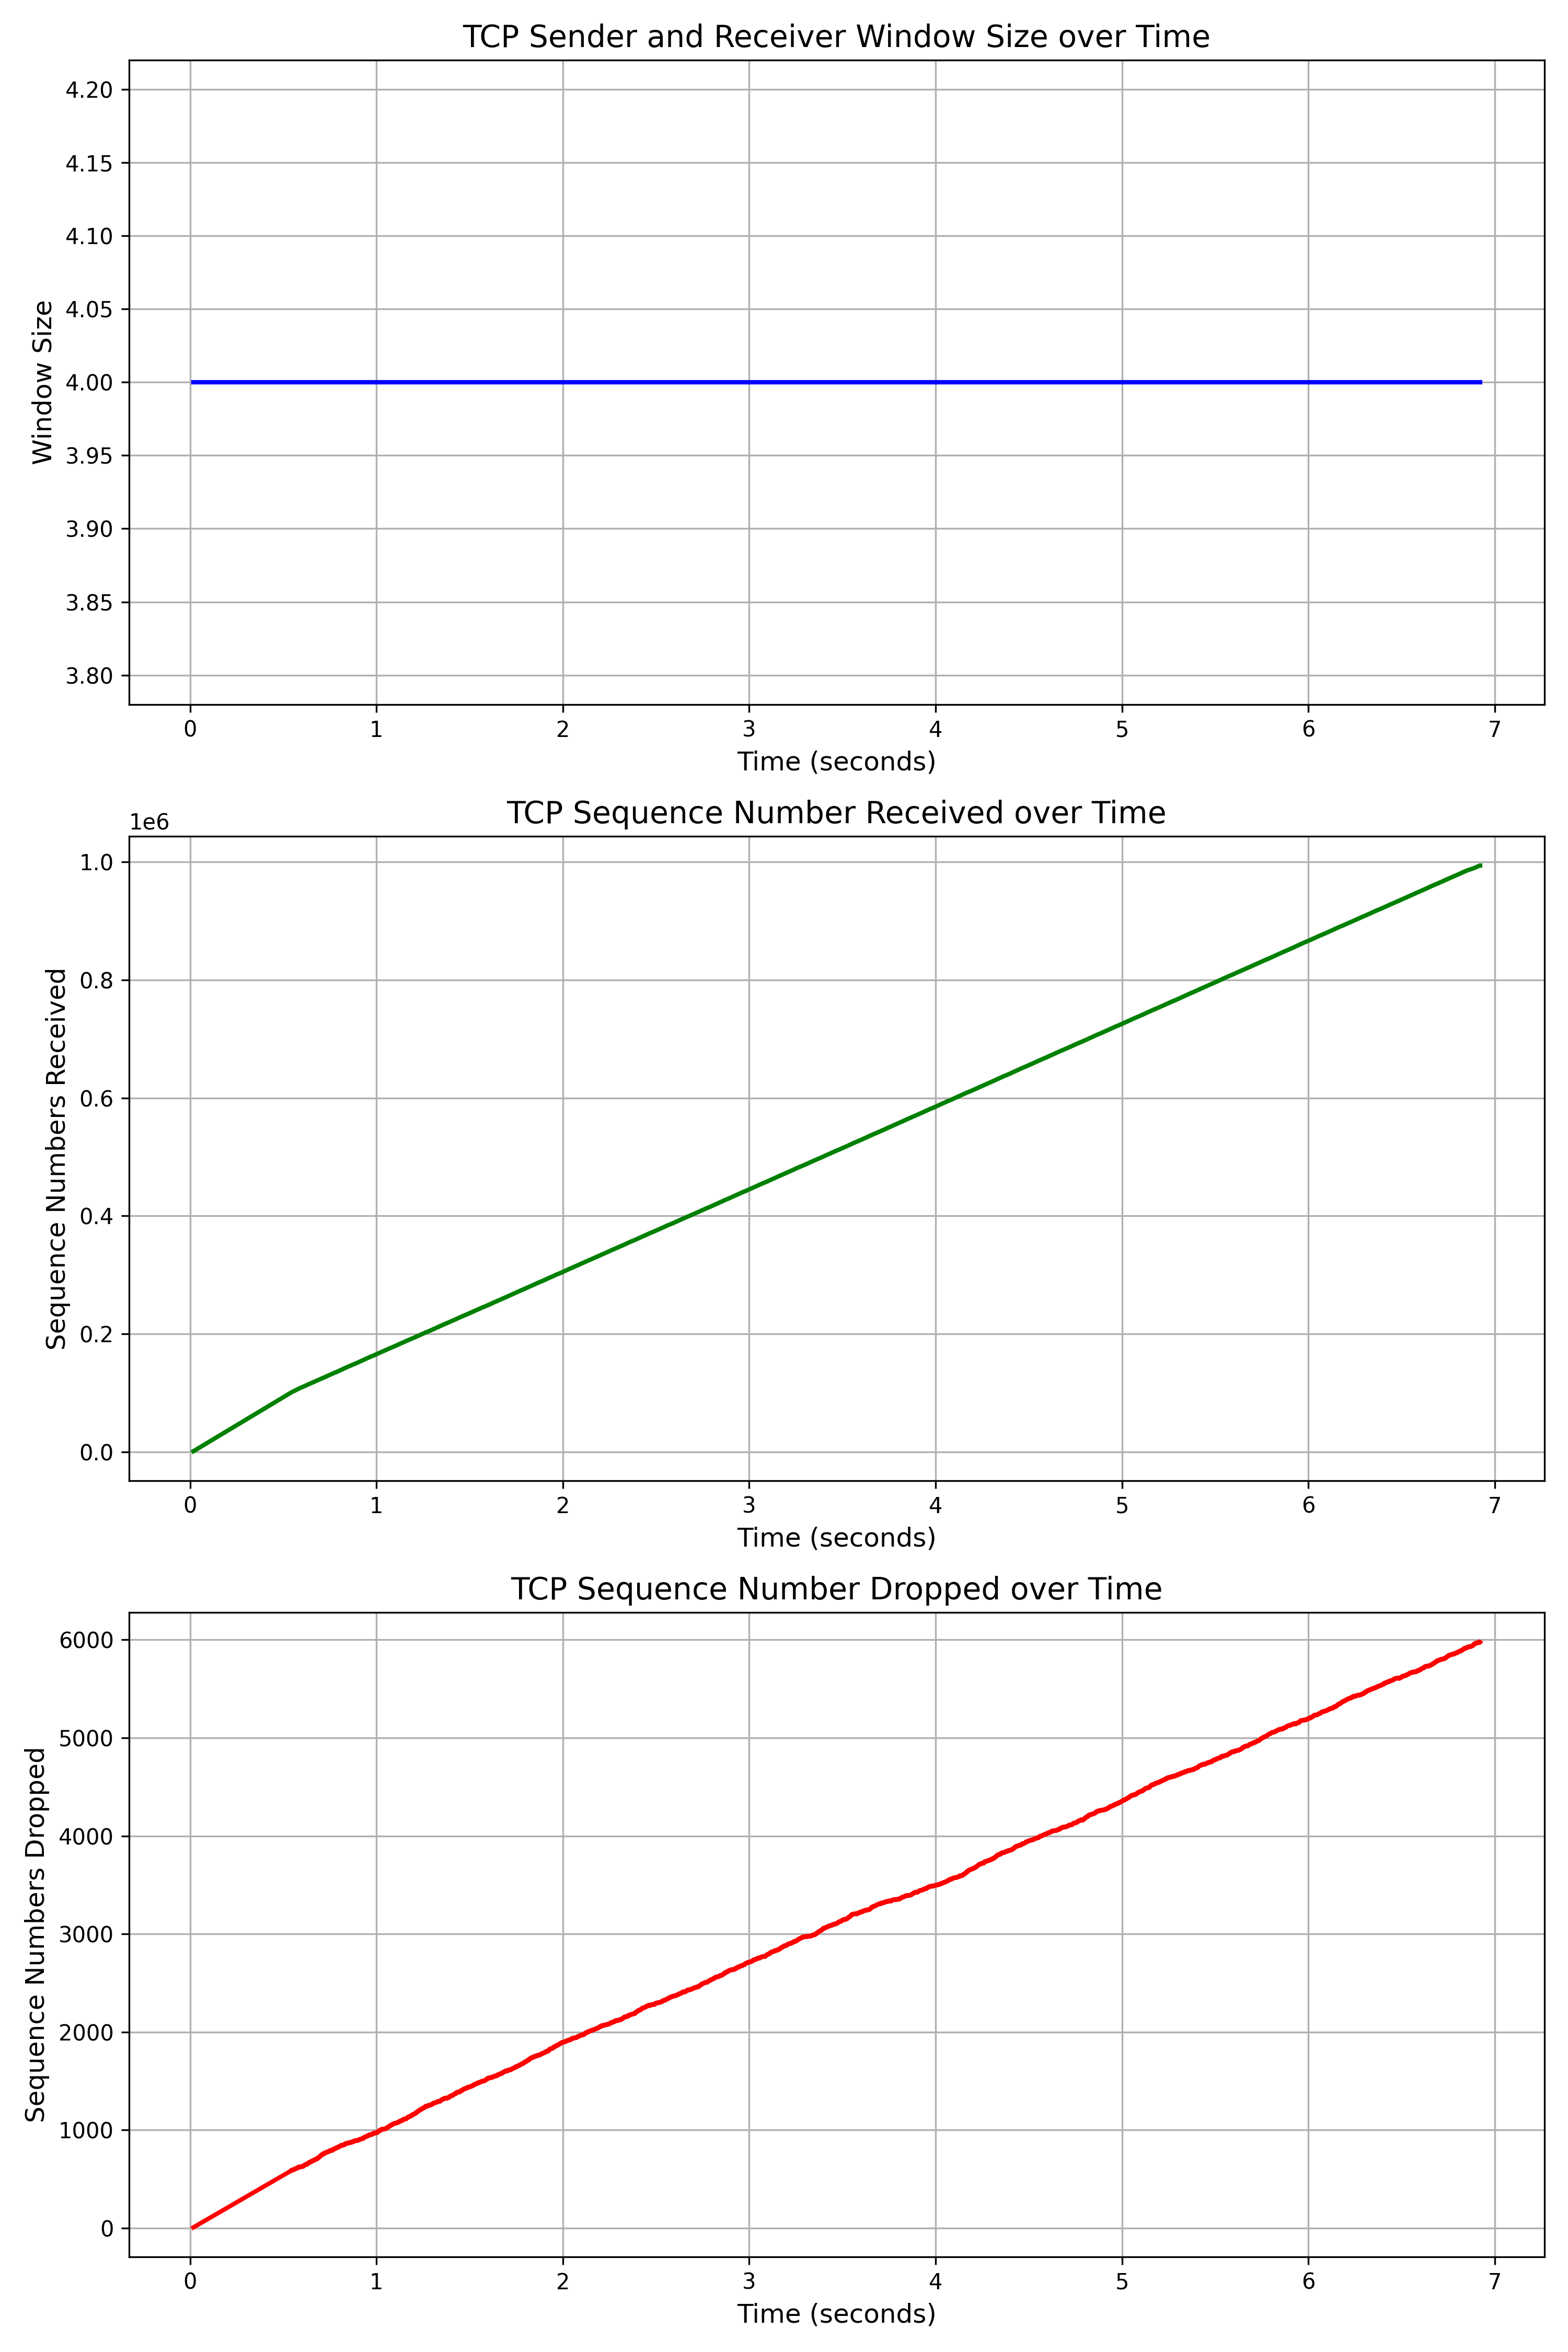 TCP Sender and Receiver Window Size over Time
4.20
4.15
4.10
4.05
4.00
3.95
3.90
3.85
3.80
Window Size
0 1 2 3 4 5 6 7
Time (seconds)
TCP Sequence Number Received over Time
1e6
1.0
0.8
0.6
0.4
0.2
0.0
Sequence Numbers Received
0 1 2 3 4 5 6 7
Time (seconds)
TCP Sequence Number Dropped over Time
6000
5000
4000
3000
2000
1000
0
Sequence Numbers Dropped
0 1 2 3 4 5 6 7
Time (seconds)